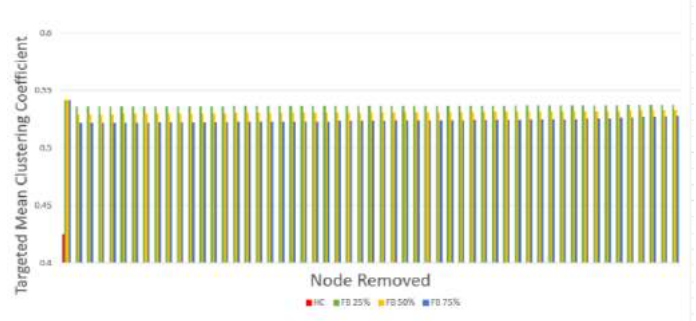 Targeted Mean Clustering Coefficient
0.6
0.55
0.5
0.45
0.4
Node Removed
HC FB 25% FB 50% FB 75%